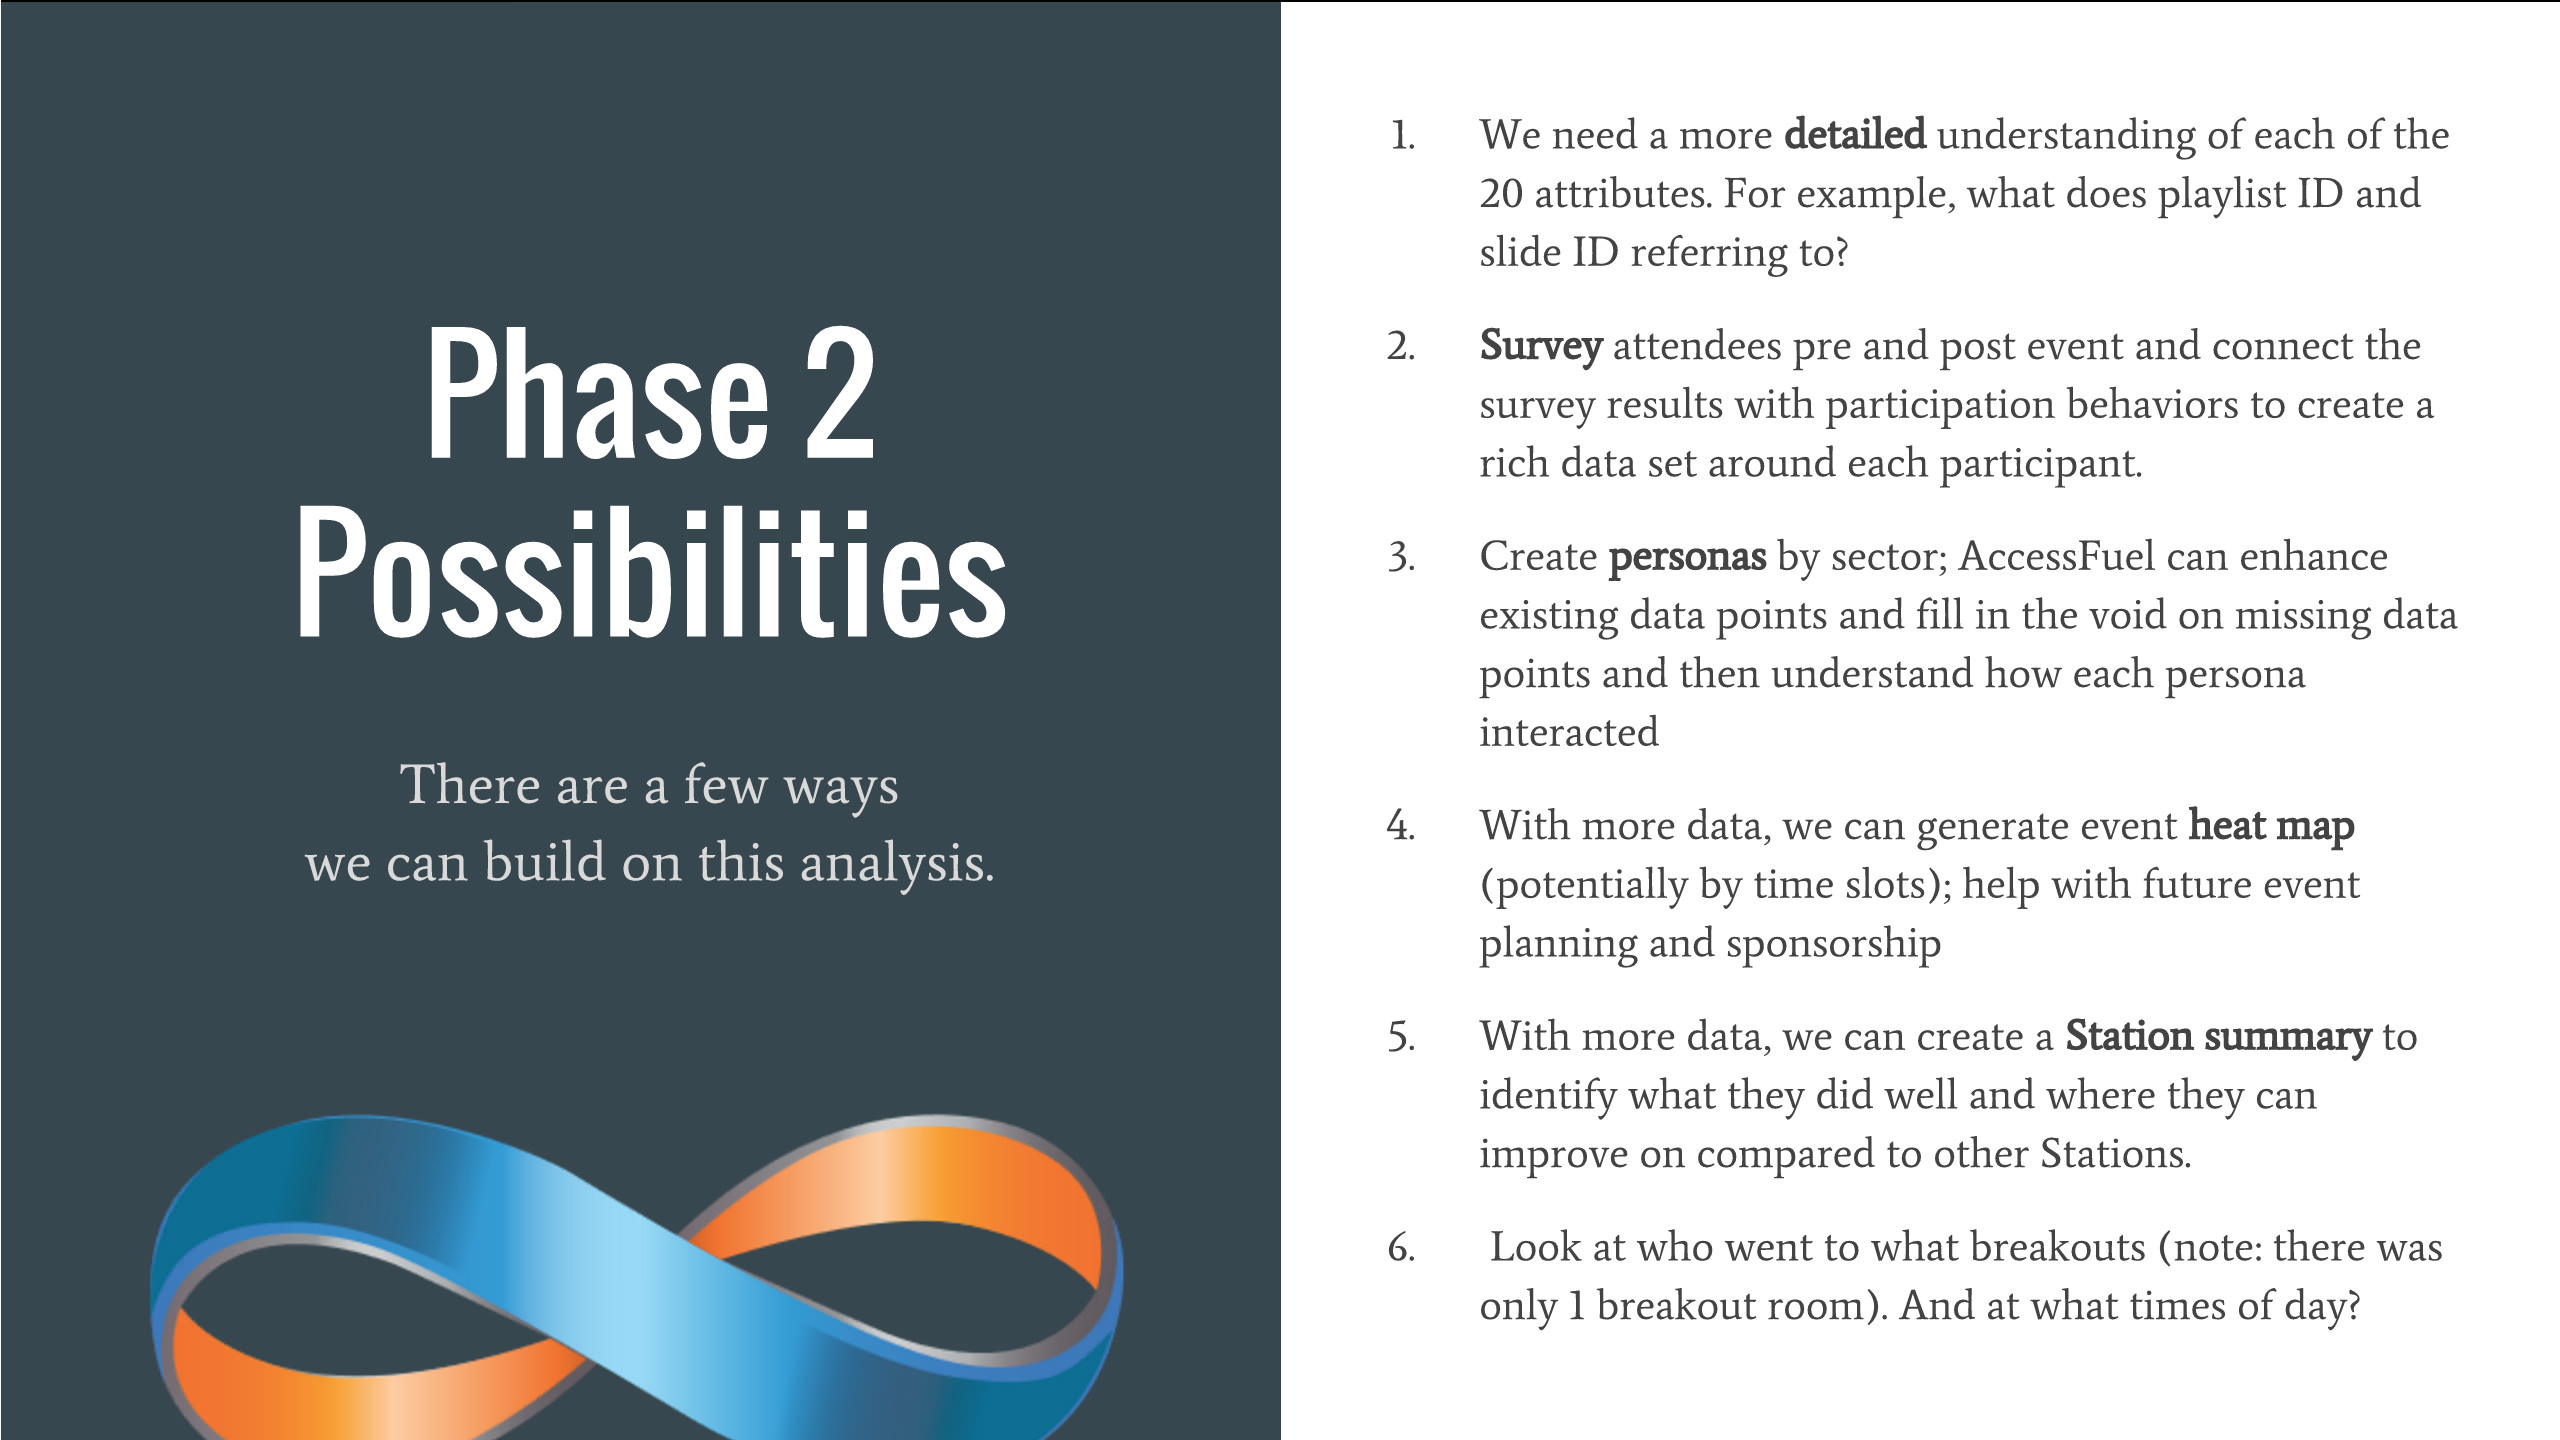 Phase 2
Possibilities
There are a few ways
we can build on this analysis.
1. We need a more detailed understanding of each of the
20 attributes. For example, what does playlist ID and
slide ID referring to?
2. Survey attendees pre and post event and connect the
survey results with participation behaviors to create a
rich data set around each participant.
3. Create personas by sector; AccessFuel can enhance
existing data points and fill in the void on missing data
points and then understand how each persona
interacted
4. With more data, we can generate event heat map
(potentially by time slots); help with future event
planning and sponsorship
5. With more data, we can create a Station summary to
identify what they did well and where they can
improve on compared to other Stations.
6. Look at who went to what breakouts (note: there was
only 1 breakout room). And at what times of day?